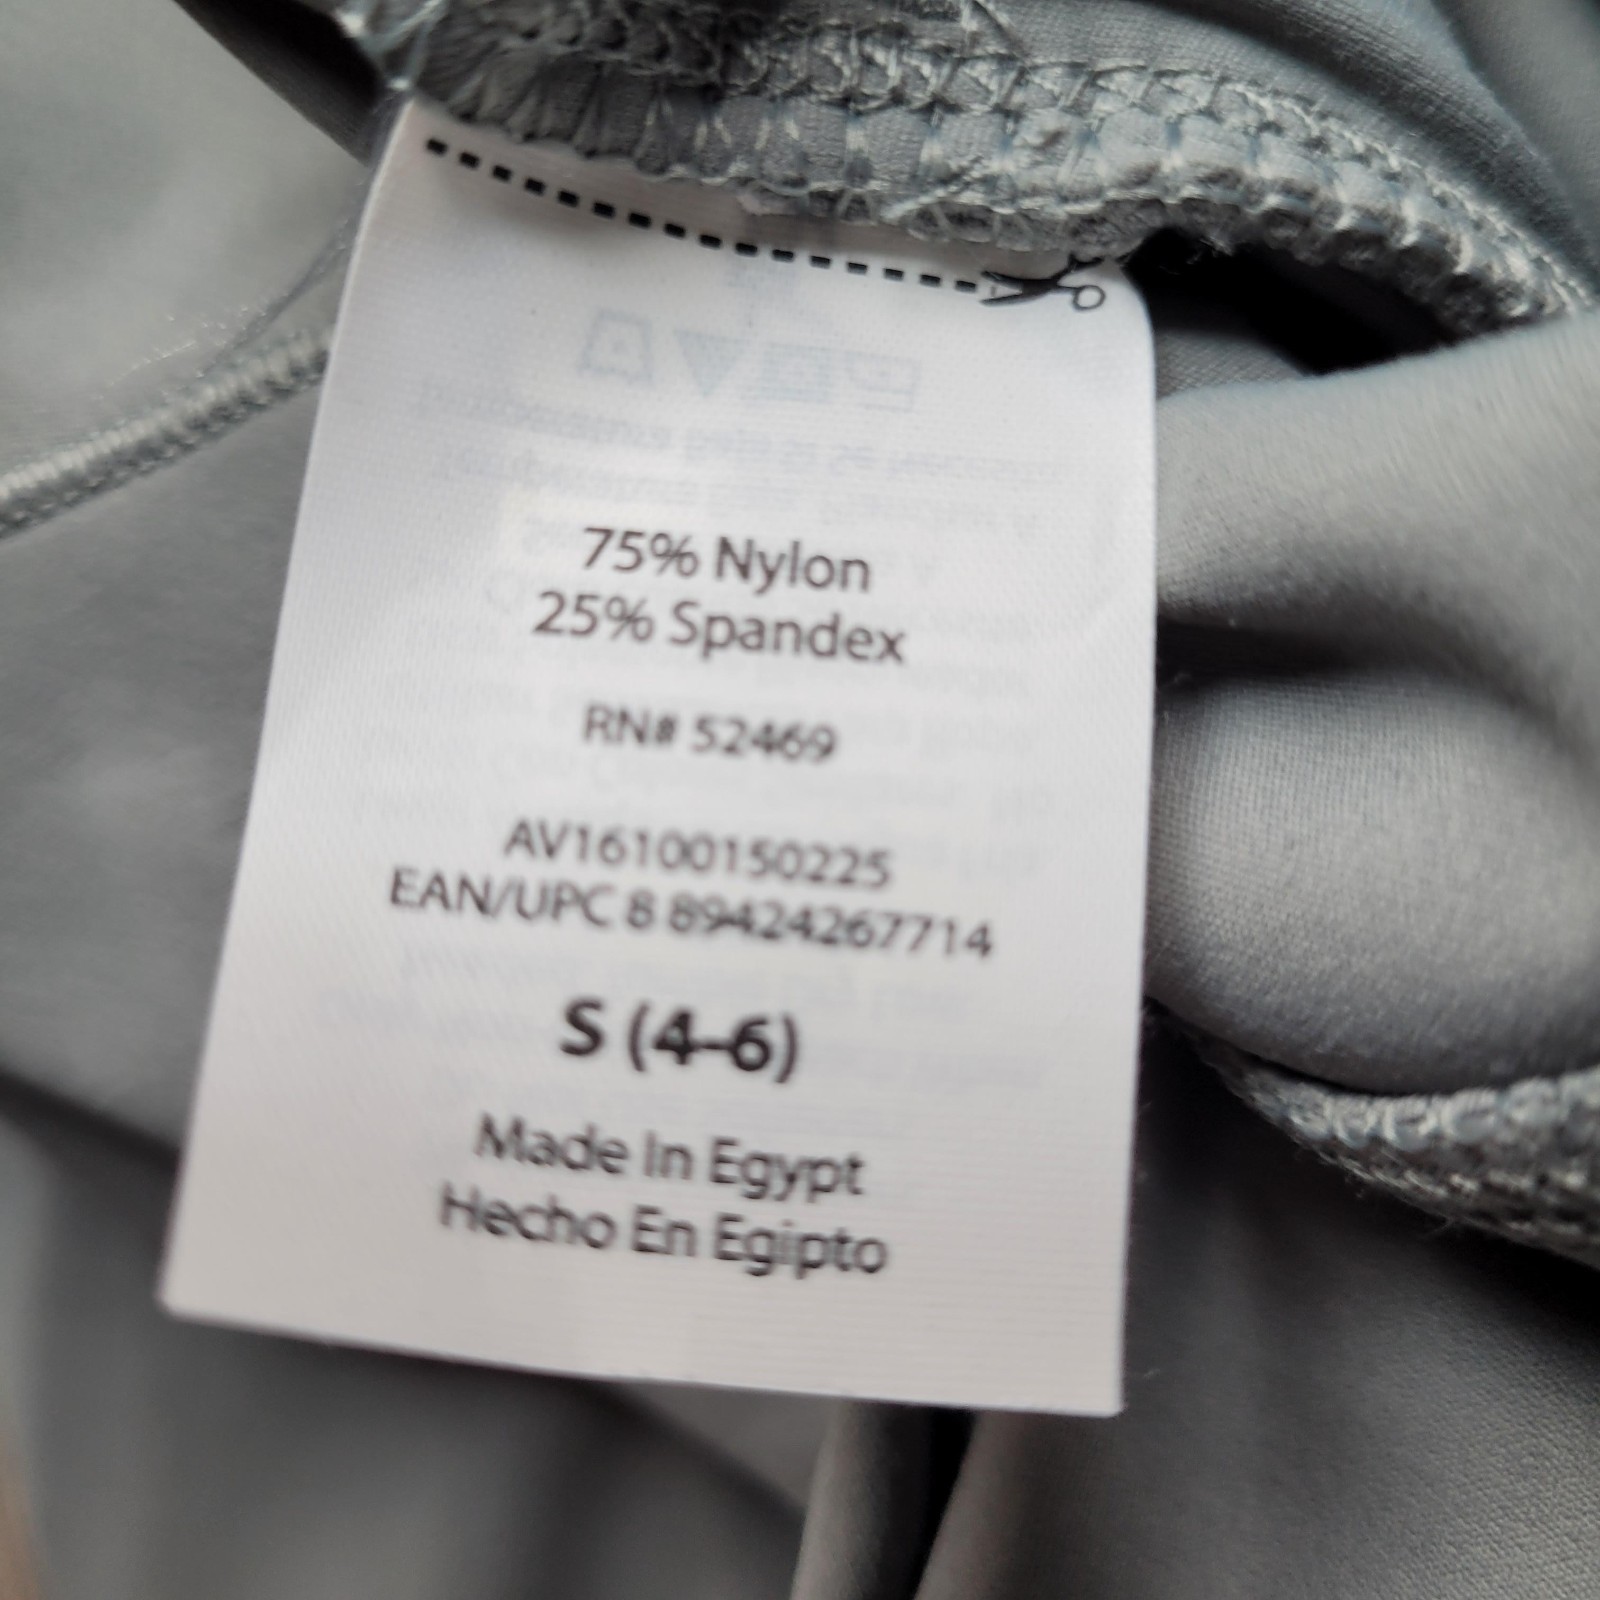 75% Nylon
25% Spandex
RN# 52469
AV16100150225
EAN/UPC 8 89424267714
S (4-6)
Made In Egypt
Hecho En Egipto